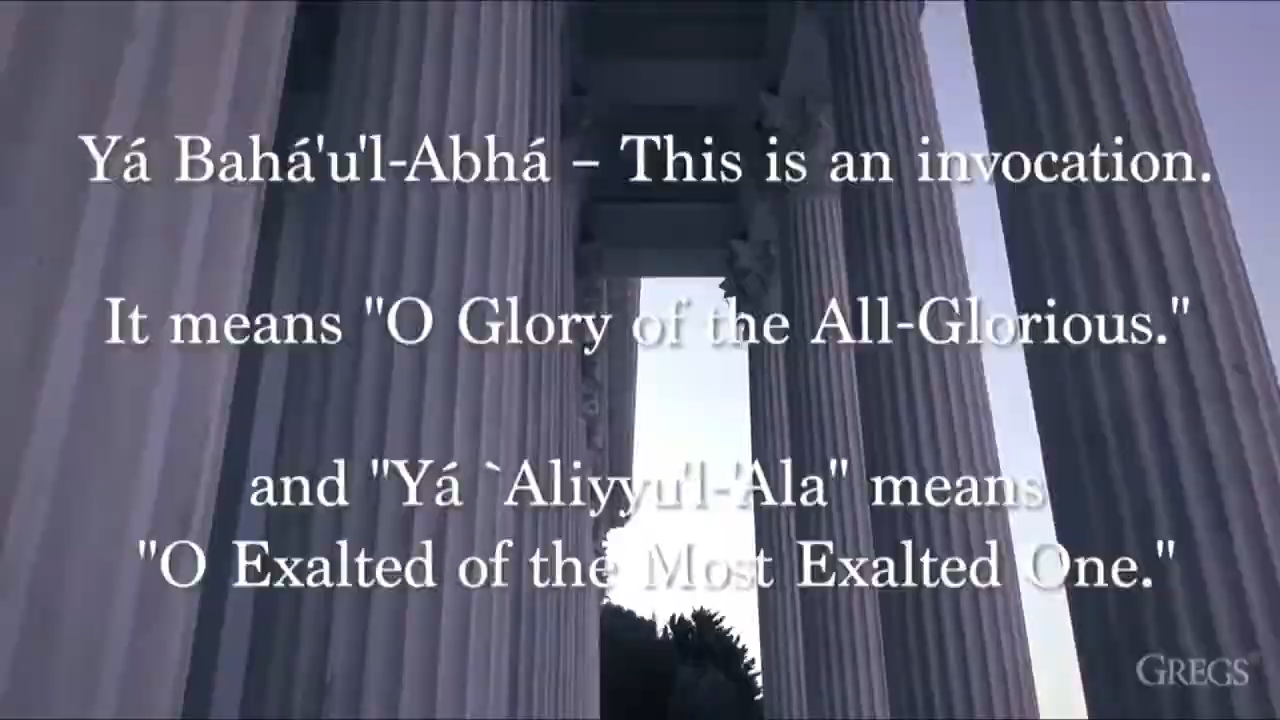 Yá Bahá'u'l-Abhá – This is an invocation.
It means "O Glory of the All-Glorious."
and "Yá `Aliyyu'l-'Ala" means
"O Exalted of the Most Exalted One."
GREGS